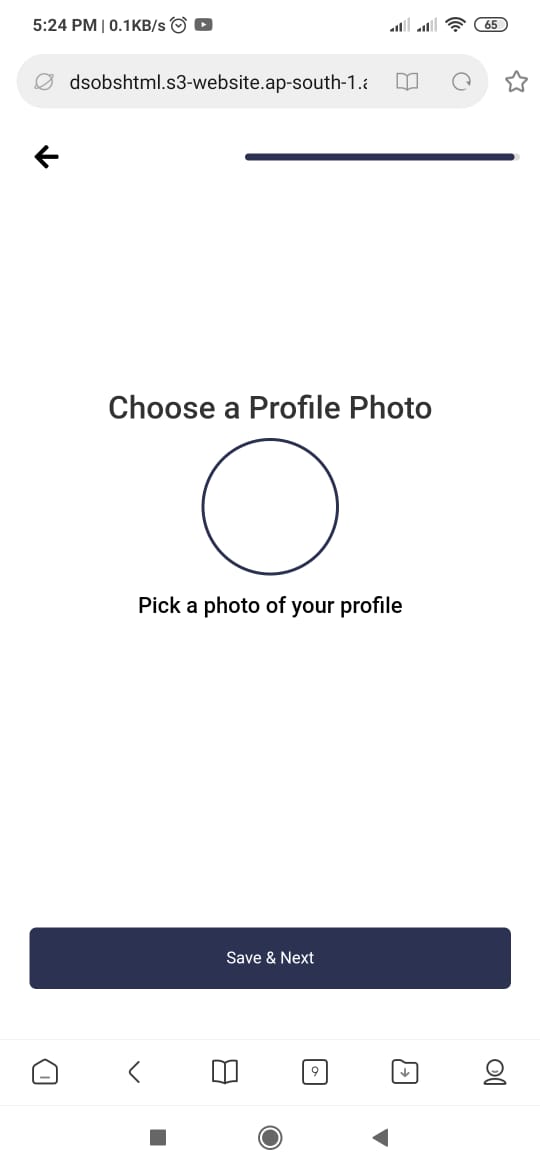 5:24 PM | 0.1KB/s
65
dsobshtml.s3-website.ap-south-1.a
Choose a Profile Photo
Pick a photo of your profile
Save & Next
9